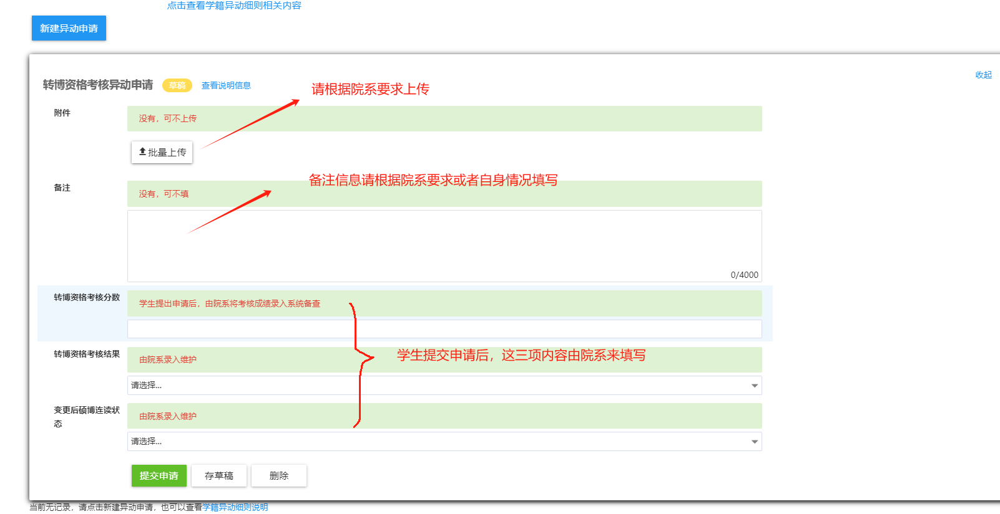 点击查看学籍异动细则相关内容
新建异动申请
收起
转博资格考核异动申请 草稿 查看说明信息
请根据院系要求上传
附件
没有，可不上传
批量上传
备注信息请根据院系要求或者自身情况填写
备注
没有，可不填
0/4000
转博资格考核分数
学生提出申请后，由院系将考核成绩录入系统备查
转博资格考核结果
由院系录入维护
学生提交申请后，这三项内容由院系来填写
请选择...
变更后硕博连读状
态
由院系录入维护
请选择...
提交申请 存草稿 删除
当前无记录，请点击新建异动申请，也可以查看学籍异动细则说明